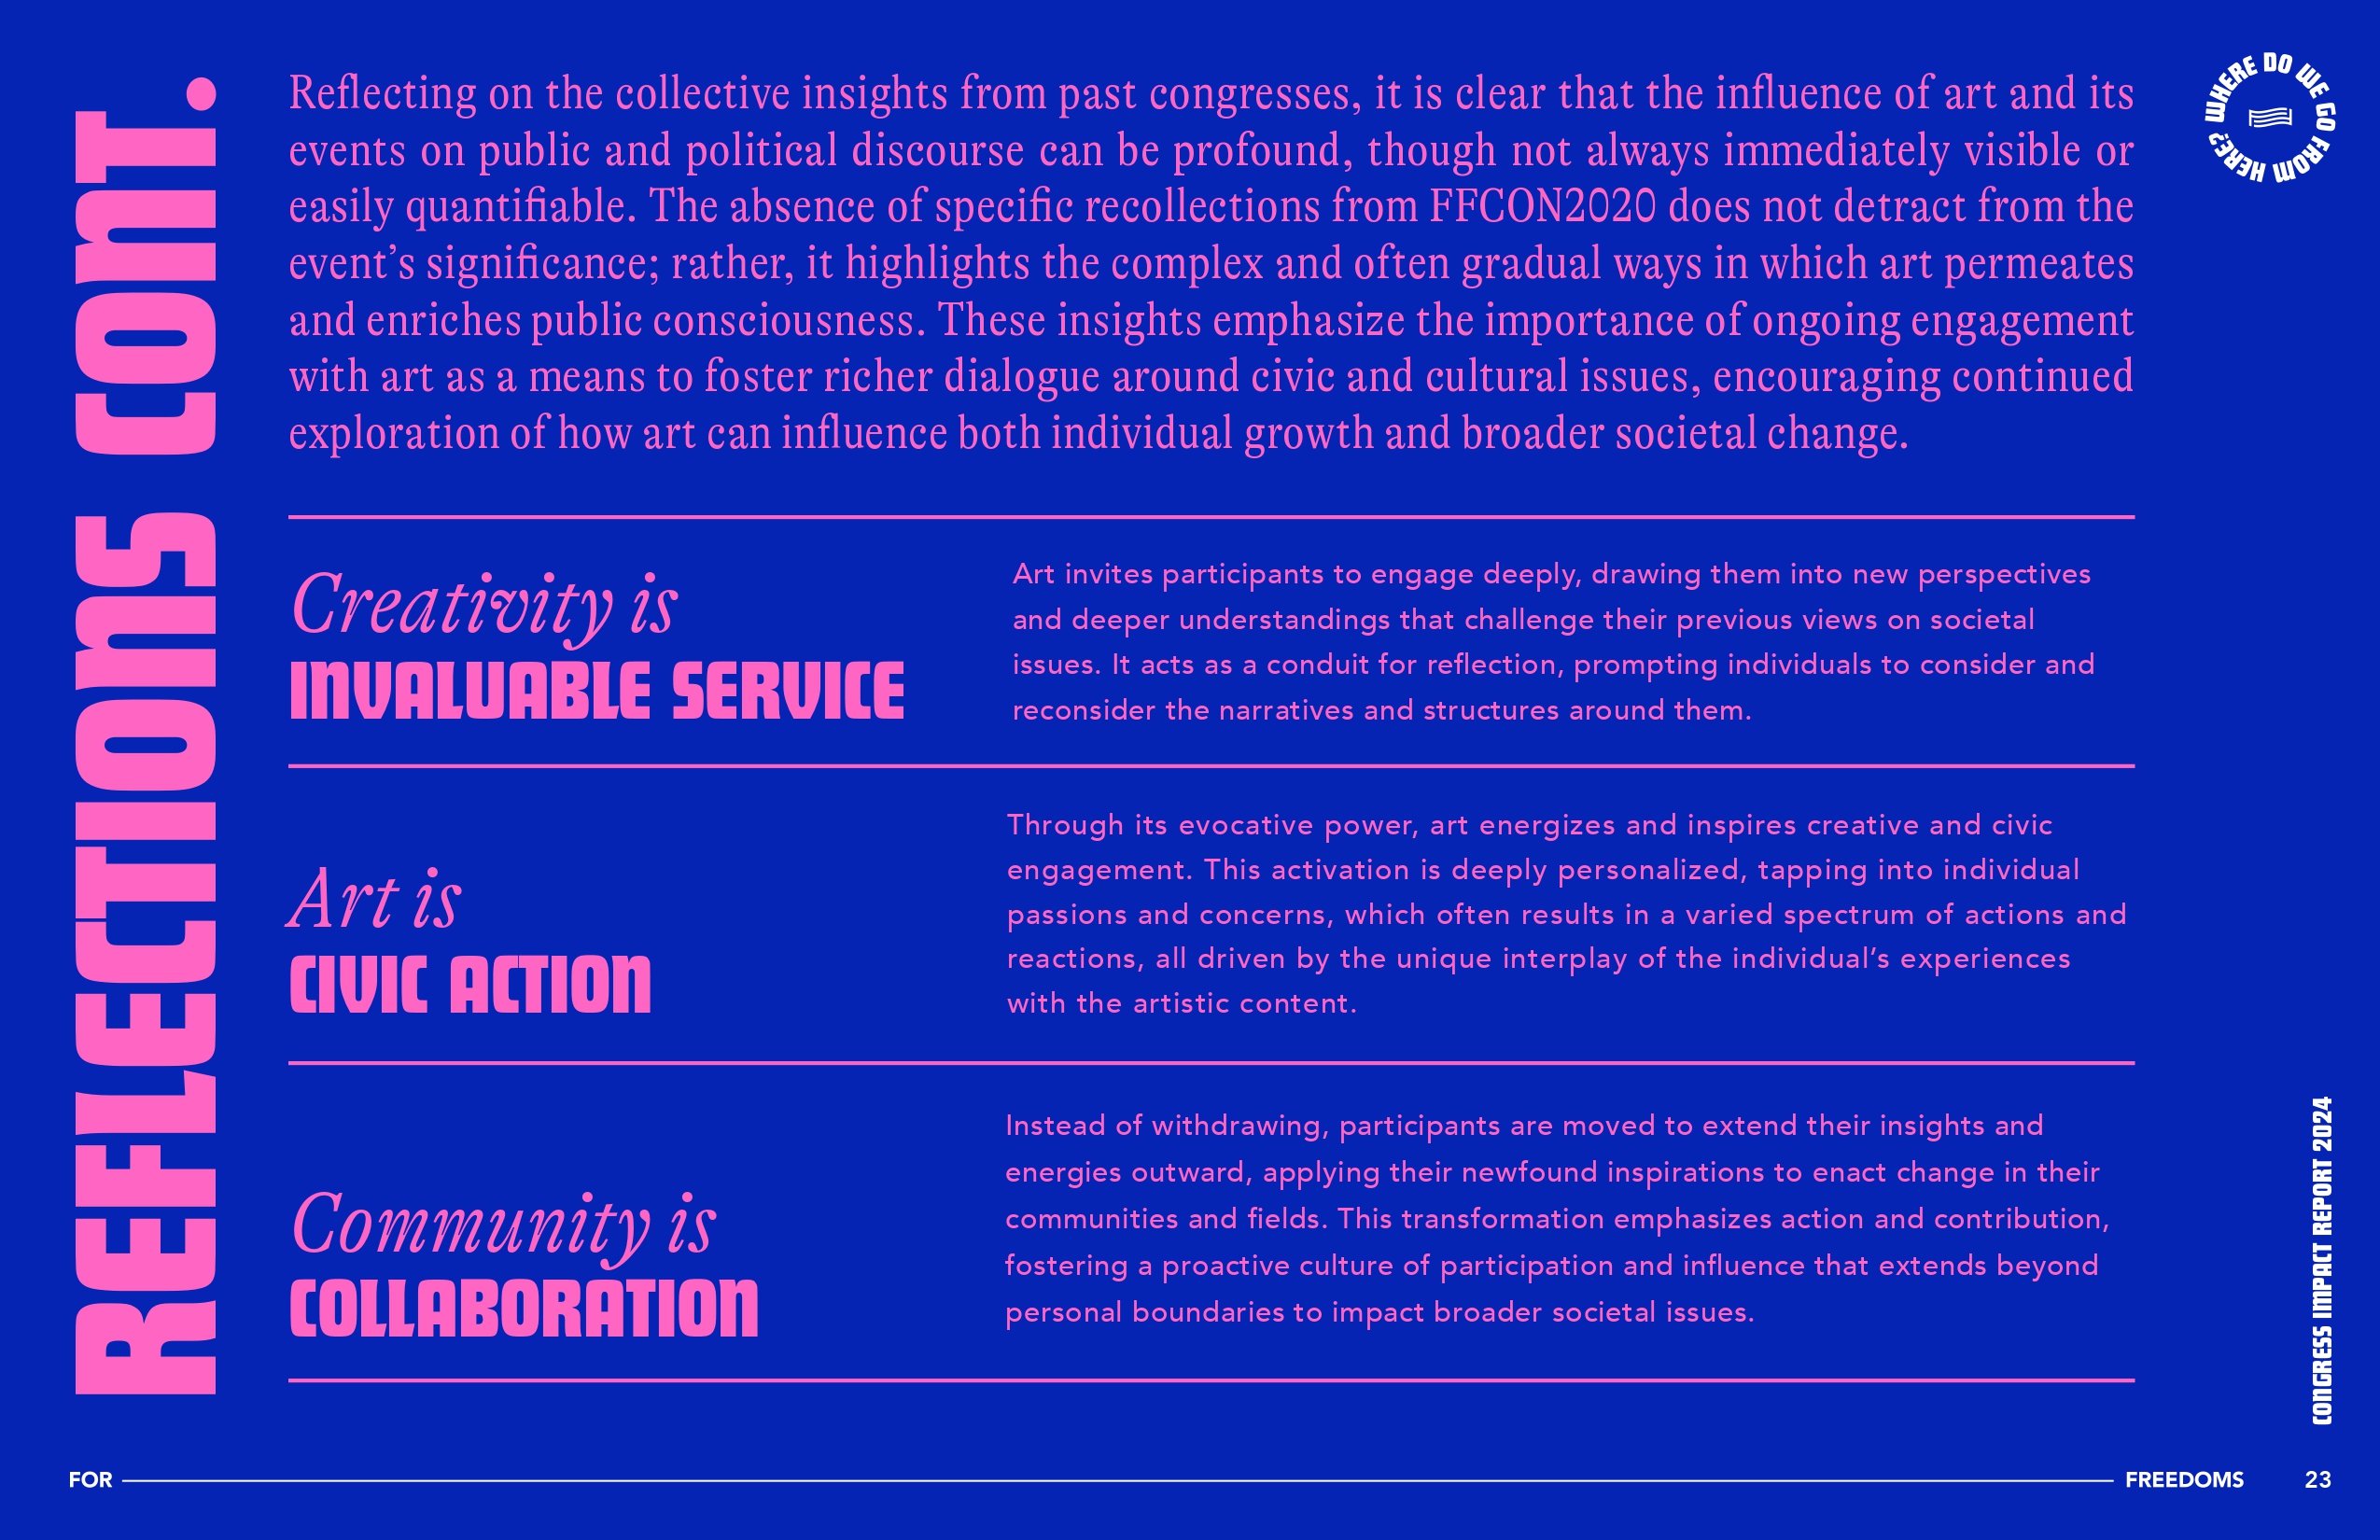 REFLECTIONS CONT.
Reflecting on the collective insights from past congresses, it is clear that the influence of art and its
events on public and political discourse can be profound, though not always immediately visible or
easily quantifiable. The absence of specific recollections from FFCON2020 does not detract from the
event’s significance; rather, it highlights the complex and often gradual ways in which art permeates
and enriches public consciousness. These insights emphasize the importance of ongoing engagement
with art as a means to foster richer dialogue around civic and cultural issues, encouraging continued
exploration of how art can influence both individual growth and broader societal change.
WHERE DO WE GO FROM HERE?
Creativity is
INVALUABLE SERVICE
Art invites participants to engage deeply, drawing them into new perspectives
and deeper understandings that challenge their previous views on societal
issues. It acts as a conduit for reflection, prompting individuals to consider and
reconsider the narratives and structures around them.
Art is
CIVIC ACTION
Through its evocative power, art energizes and inspires creative and civic
engagement. This activation is deeply personalized, tapping into individual
passions and concerns, which often results in a varied spectrum of actions and
reactions, all driven by the unique interplay of the individual’s experiences
with the artistic content.
Community is
COLLABORATION
Instead of withdrawing, participants are moved to extend their insights and
energies outward, applying their newfound inspirations to enact change in their
communities and fields. This transformation emphasizes action and contribution,
fostering a proactive culture of participation and influence that extends beyond
personal boundaries to impact broader societal issues.
CONGRESS IMPACT REPORT 2024
FOR FREEDOMS 23